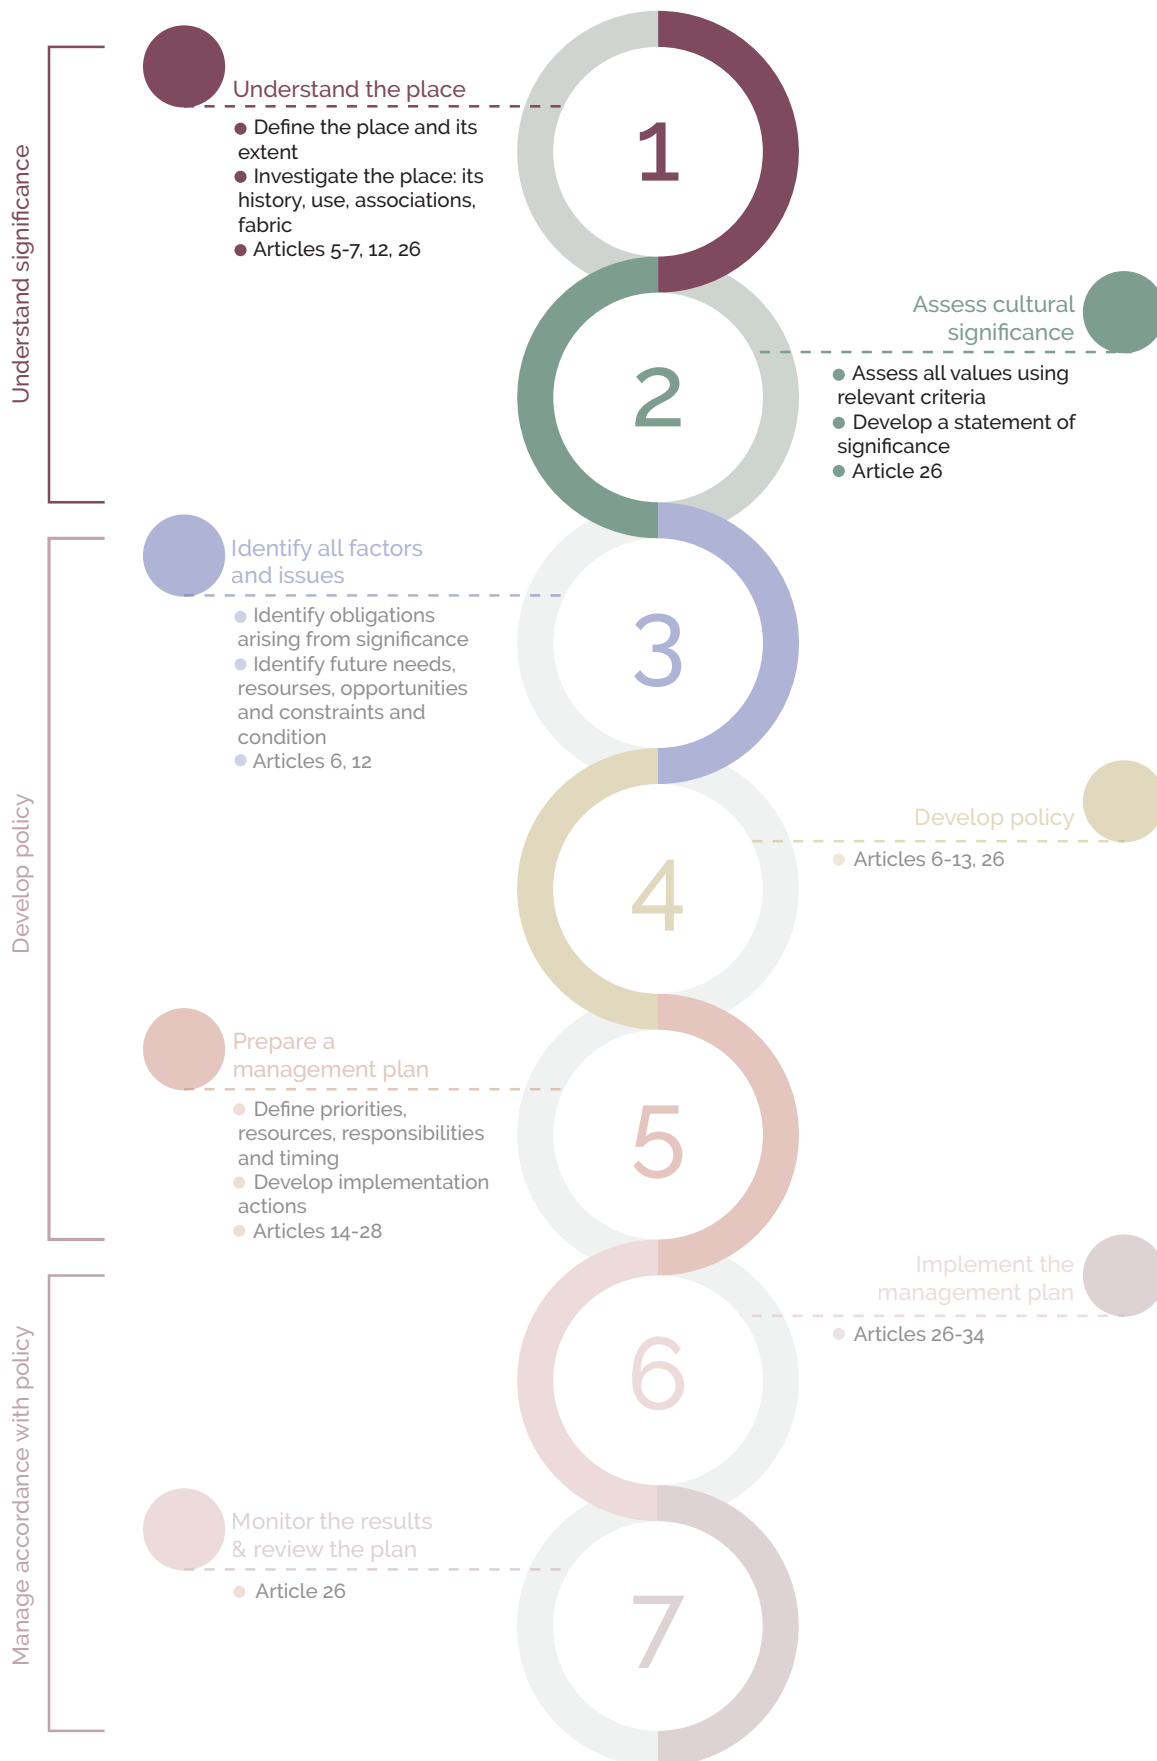 Understand significance
Understand the place
● Define the place and its
extent
● Investigate the place: its
history, use, associations,
fabric
● Articles 5-7, 12, 26
1
Assess cultural
significance
● Assess all values using
relevant criteria
● Develop a statement of
significance
● Article 26
2
Develop policy
Identify all factors
and issues
● Identify obligations
arising from significance
● Identify future needs,
resourses, opportunities
and constraints and
condition
● Articles 6, 12
3
Develop policy
● Articles 6-13, 26
4
Prepare a
management plan
● Define priorities,
resources, responsibilities
and timing
● Develop implementation
actions
● Articles 14-28
5
Manage accordance with policy
Implement the
management plan
● Articles 26-34
6
Monitor the results
& review the plan
● Article 26
7